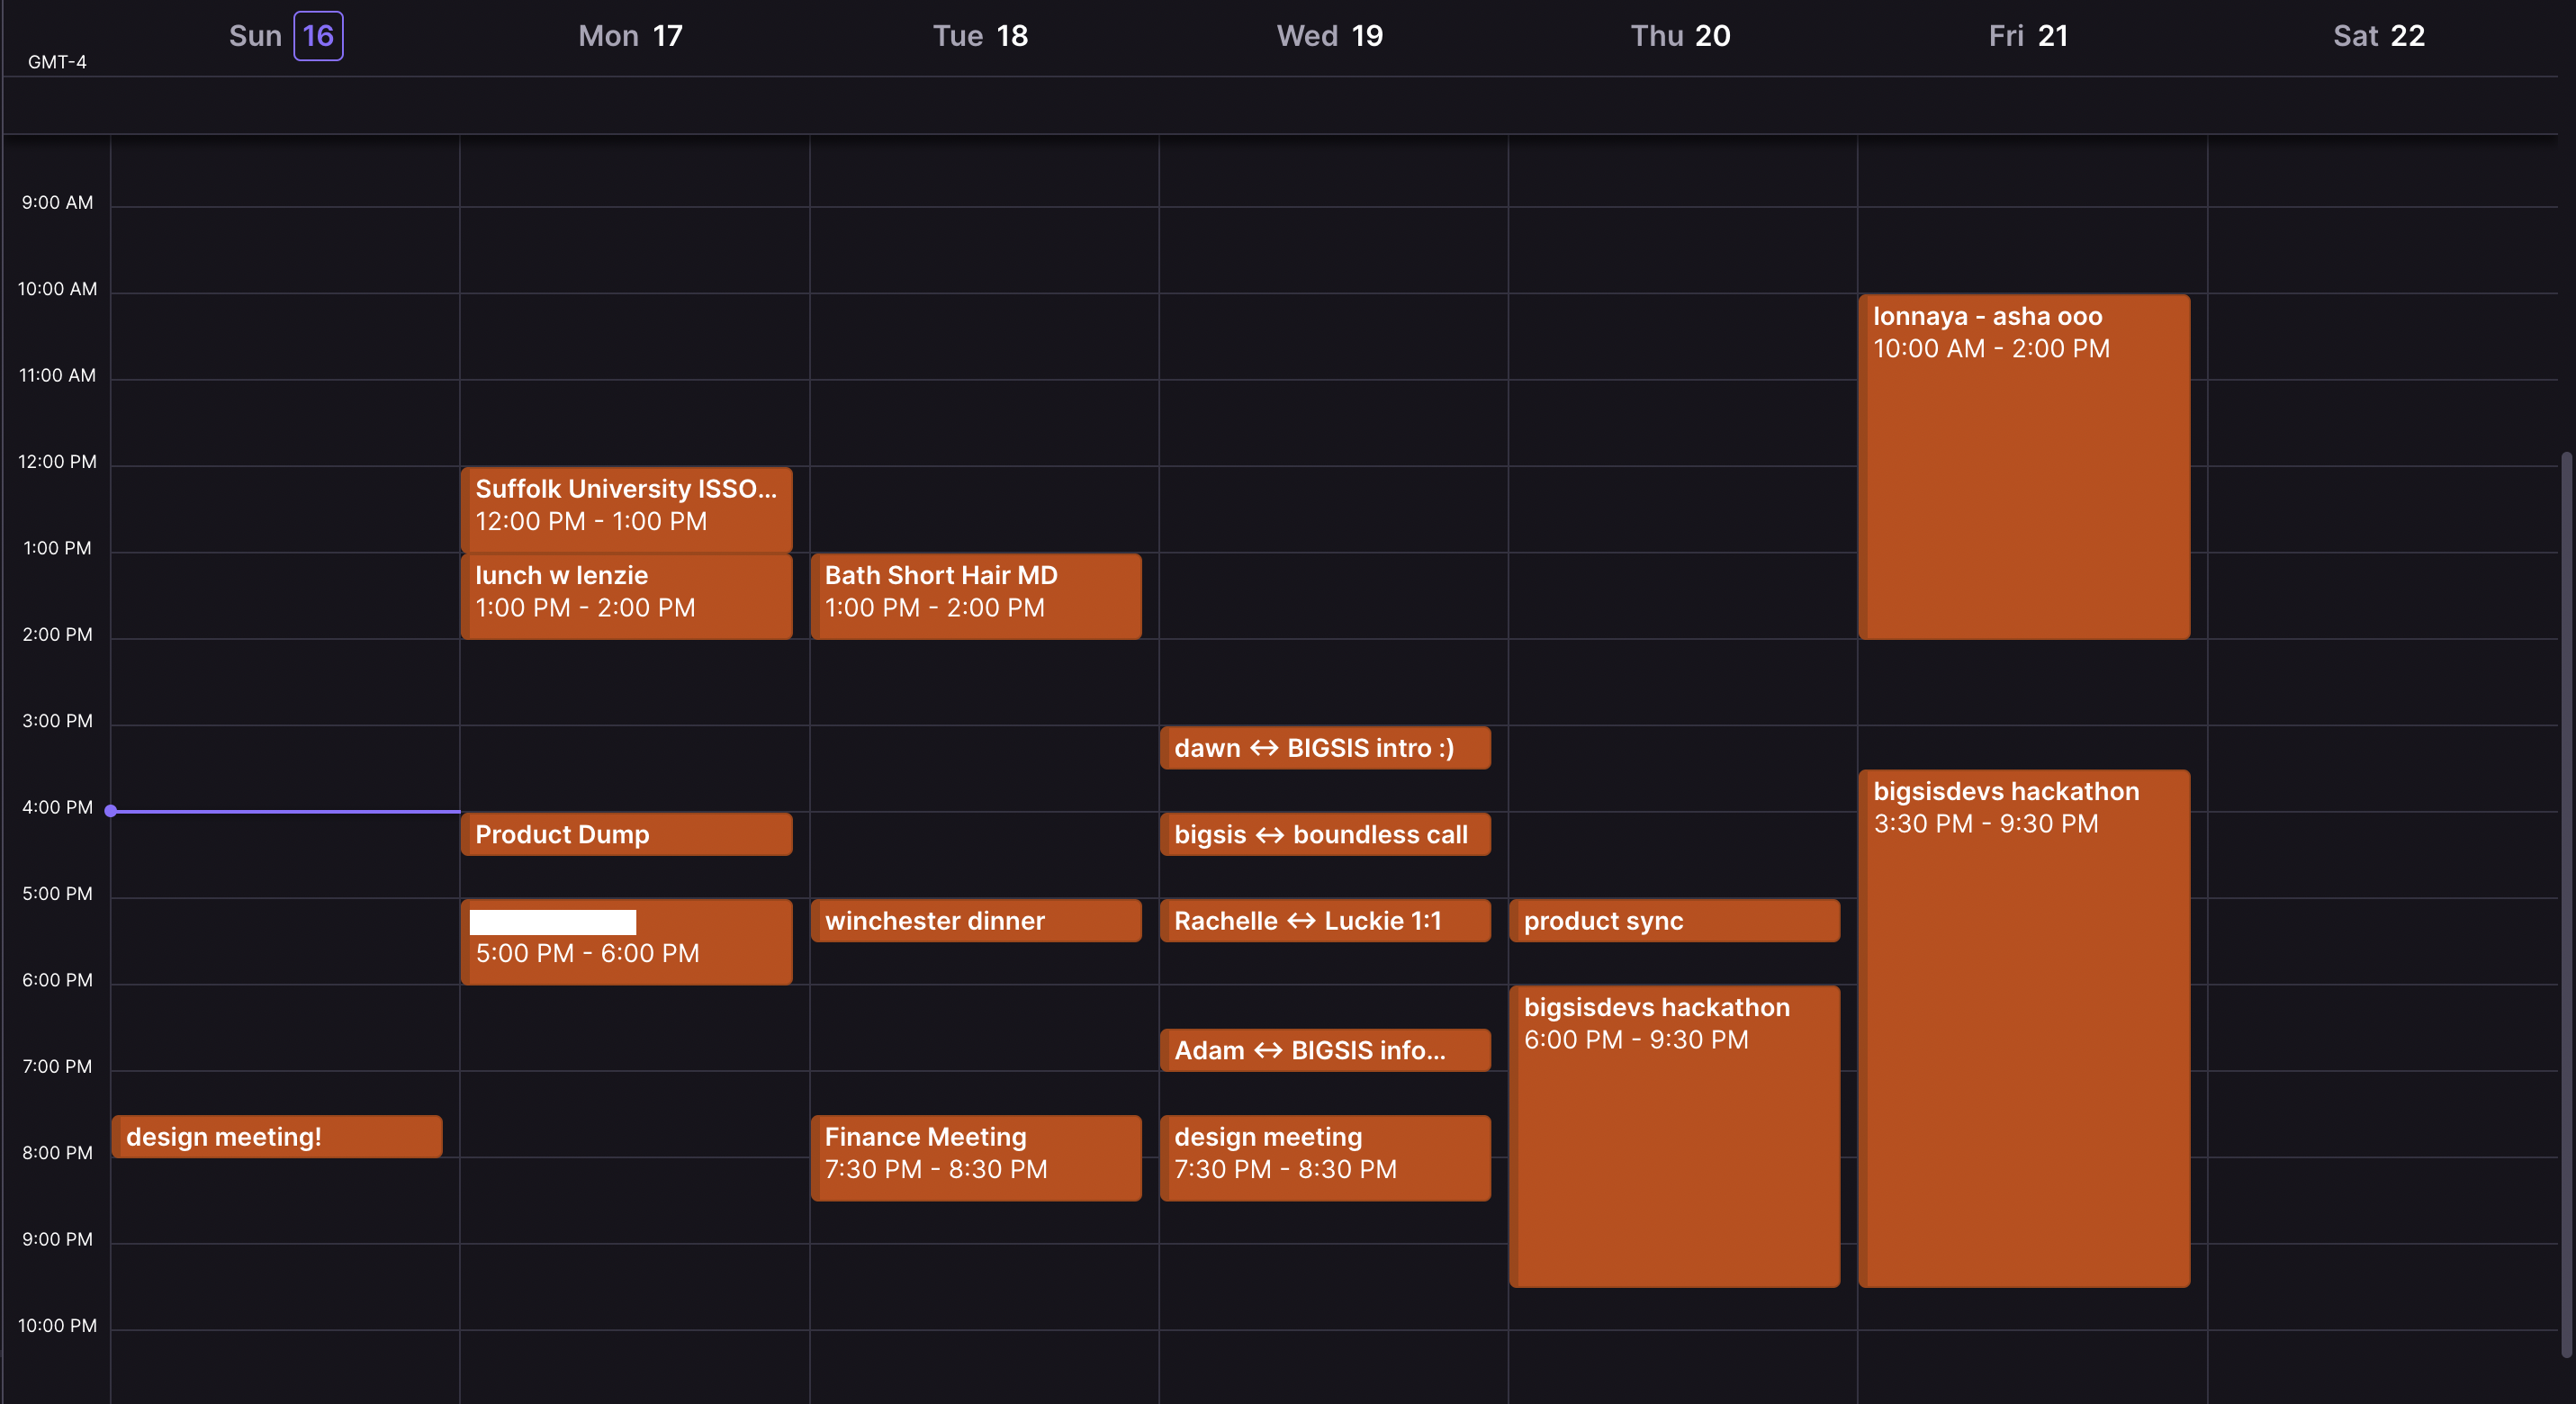 Sun 16
Mon 17
Tue 18
Wed 19
Thu 20
Fri 21
Sat 22
GMT-4
9:00 AM
10:00 AM
11:00 AM
12:00 PM
1:00 PM
2:00 PM
3:00 PM
4:00 PM
5:00 PM
6:00 PM
7:00 PM
8:00 PM
9:00 PM
10:00 PM
design meeting!
Suffolk University ISSO...
12:00 PM - 1:00 PM
lunch w lenzie
1:00 PM - 2:00 PM
Product Dump
5:00 PM - 6:00 PM
Bath Short Hair MD
1:00 PM - 2:00 PM
winchester dinner
Finance Meeting
7:30 PM - 8:30 PM
dawn <-> BIGSIS intro :)
bigsis <-> boundless call
Rachelle <-> Luckie 1:1
Adam <-> BIGSIS info...
design meeting
7:30 PM - 8:30 PM
product sync
bigsisdevs hackathon
6:00 PM - 9:30 PM
lonnaya - asha ooo
10:00 AM - 2:00 PM
bigsisdevs hackathon
3:30 PM - 9:30 PM